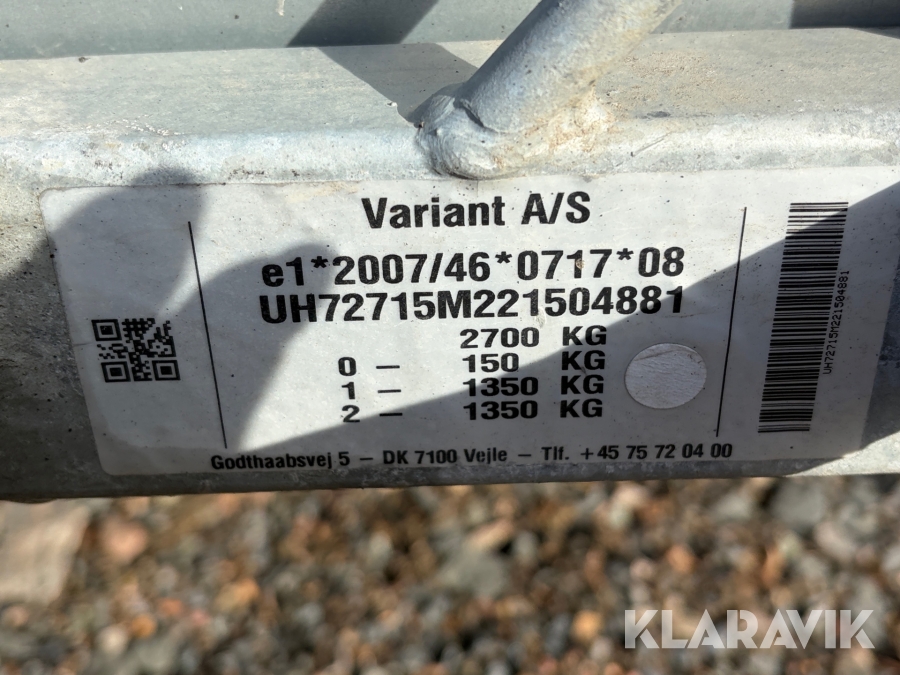 Variant A/S
e1*2007/46*0717*08
UH72715M221504881
2700 KG
0 – 150 KG
1 – 1350 KG
2 – 1350 KG
Godthaabsvej 5 – DK 7100 Vejle – Tlf. +45 75 72 04 00
UH72715M221504881
KLARAVIK